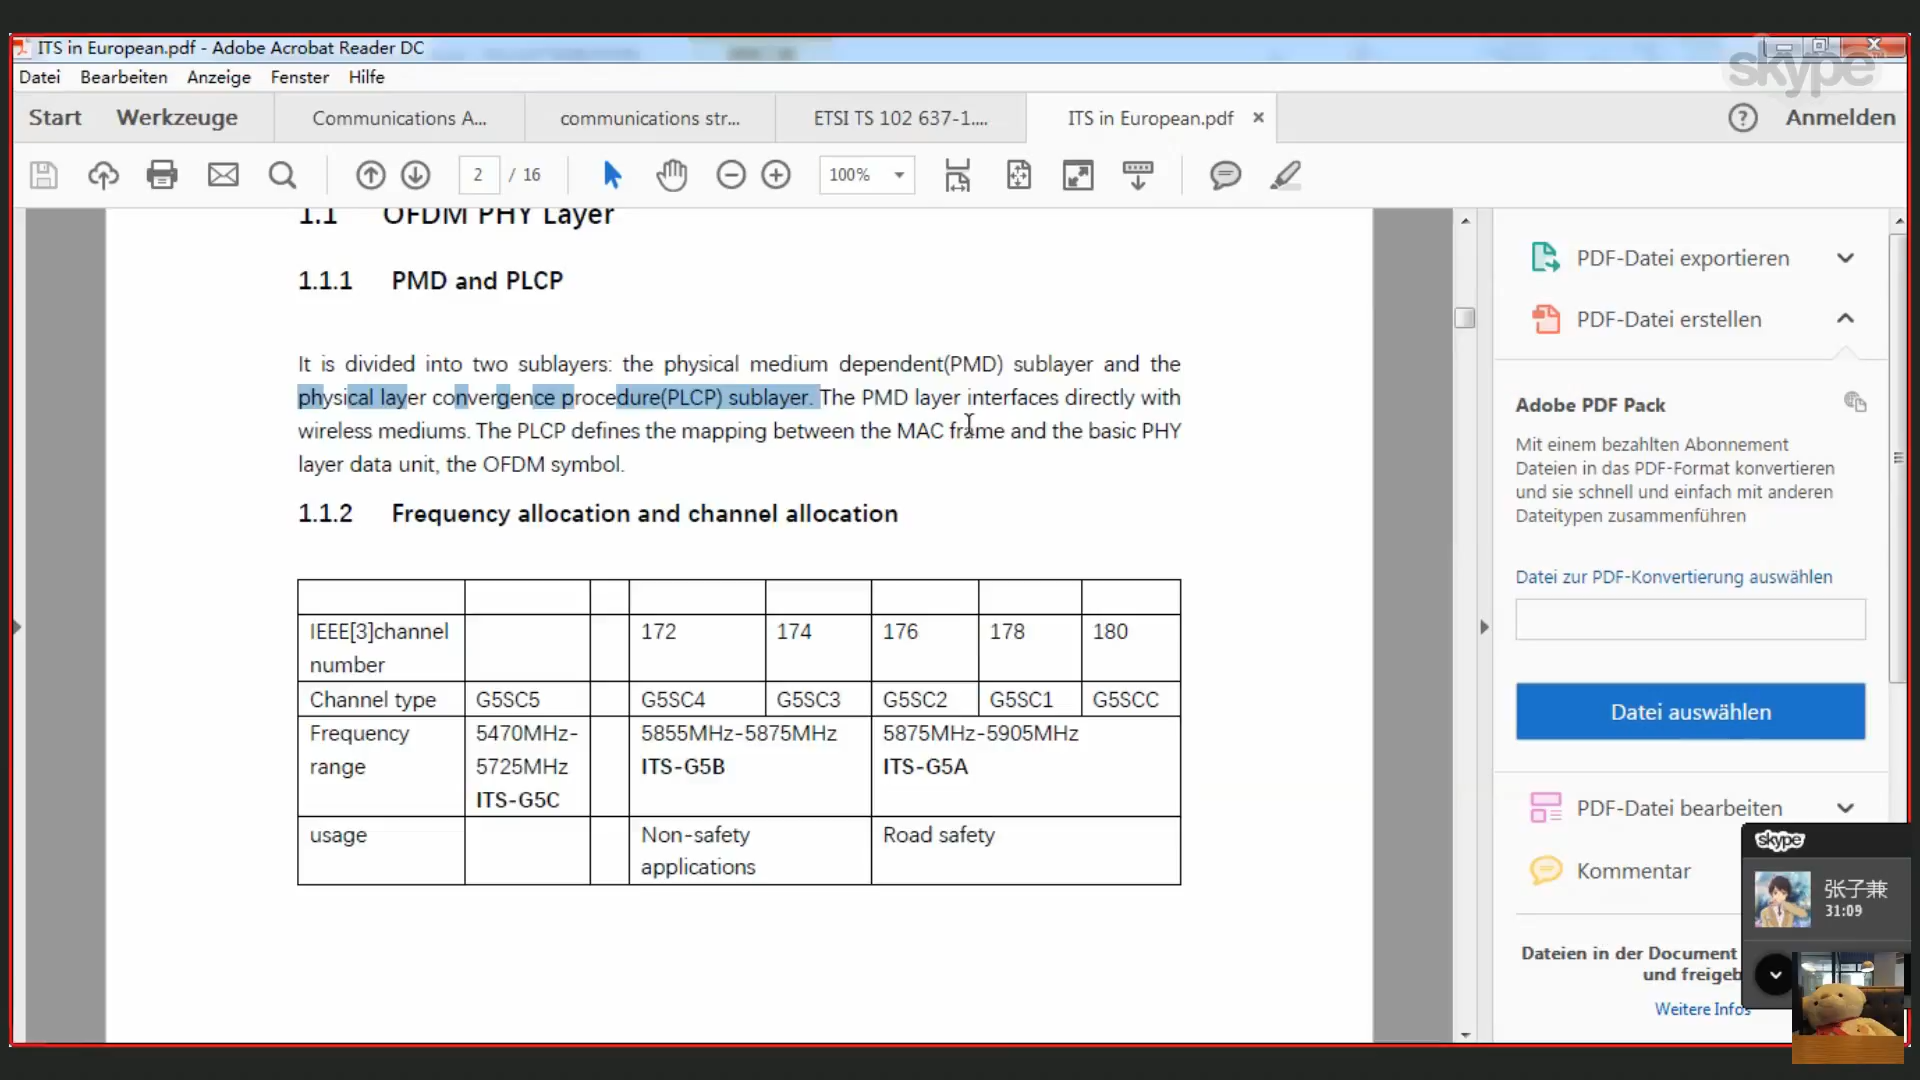 ITS in European.pdf - Adobe Acrobat Reader DC
skype
Datei Bearbeiten Anzeige Fenster Hilfe
Start Werkzeuge Communications A... communications str... ETSI TS 102 637-1.... ITS in European.pdf × ? Anmelden
2 / 16 100%
1.1 OFDM PHY Layer
1.1.1 PMD and PLCP
It is divided into two sublayers: the physical medium dependent(PMD) sublayer and the
physical layer convergence procedure(PLCP) sublayer. The PMD layer interfaces directly with
wireless mediums. The PLCP defines the mapping between the MAC frame and the basic PHY
layer data unit, the OFDM symbol.
1.1.2 Frequency allocation and channel allocation
IEEE[3]channel 172 174 176 178 180
number
Channel type G5SC5 G5SC4 G5SC3 G5SC2 G5SC1 G5SCC
Frequency 5470MHz- 5855MHz-5875MHz 5875MHz-5905MHz
range 5725MHz ITS-G5B ITS-G5A
ITS-G5C
usage Non-safety Road safety
applications
PDF-Datei exportieren
PDF-Datei erstellen
Adobe PDF Pack
Mit einem bezahlten Abonnement
Dateien in das PDF-Format konvertieren
und sie schnell und einfach mit anderen
Dateitypen zusammenführen
Datei zur PDF-Konvertierung auswählen
Datei auswählen
PDF-Datei bearbeiten
Kommentar
Dateien in der Document
und freigeb
Weitere Infos
skype
张子兼
31:09